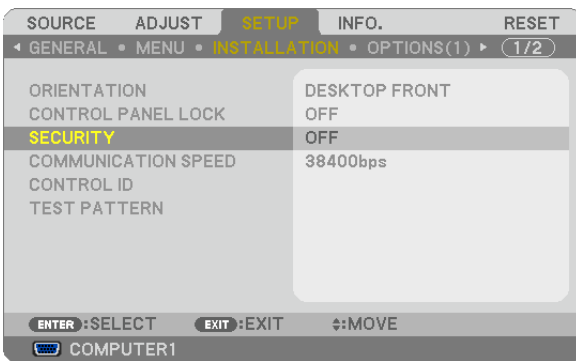 SOURCE ADJUST SETUP INFO. RESET
◂ GENERAL • MENU • INSTALLATION • OPTIONS(1) ▸ 1/2
ORIENTATION DESKTOP FRONT
CONTROL PANEL LOCK OFF
SECURITY OFF
COMMUNICATION SPEED 38400bps
CONTROL ID
TEST PATTERN
ENTER :SELECT EXIT :EXIT ⬍:MOVE
COMPUTER1